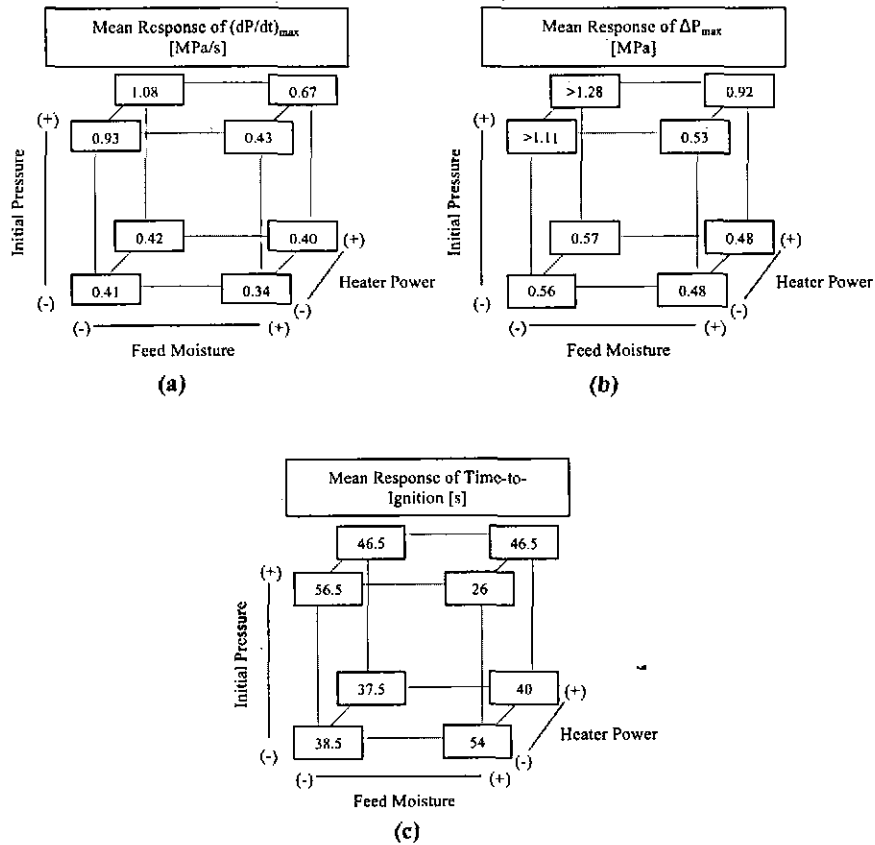 Mean Response of (dP/dt)max
[MPa/s]
1.08
0.67
(+)
0.93
0.43
Initial Pressure
0.42
0.40
(+)
Heater Power
0.41
0.34
(-)
(-)
(-)
(+)
Feed Moisture
(a)
Mean Response of ΔPmax
[MPa]
>1.28
0.92
(+)
>1.11
0.53
Initial Pressure
0.57
0.48
(+)
Heater Power
0.56
0.48
(-)
(-)
(-)
(+)
Feed Moisture
(b)
Mean Response of Time-to-
Ignition [s]
46.5
46.5
(+)
56.5
26
Initial Pressure
37.5
40
(+)
Heater Power
38.5
54
(-)
(-)
(-)
(+)
Feed Moisture
(c)